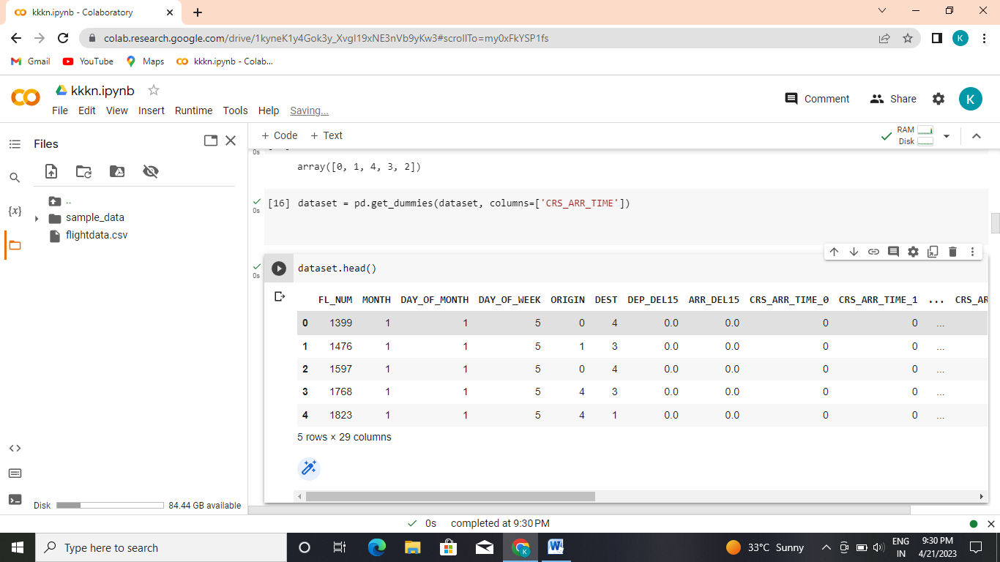 kkkn.ipynb - Colaboratory
colab.research.google.com/drive/1kyneK1y4Gok3y_XvgI19xNE3nVb9yKw3#scrollTo=my0xFkYSP1fs
K
Gmail YouTube Maps kkkn.ipynb - Colab...
kkkn.ipynb
Comment Share K
File Edit View Insert Runtime Tools Help Saving...
Files
+ Code + Text
RAM
Disk
0s
array([0, 1, 4, 3, 2])
..
sample_data
flightdata.csv
{x}
[16] dataset = pd.get_dummies(dataset, columns=['CRS_ARR_TIME'])
0s
dataset.head()
0s
FL_NUM MONTH DAY_OF_MONTH DAY_OF_WEEK ORIGIN DEST DEP_DEL15 ARR_DEL15 CRS_ARR_TIME_0 CRS_ARR_TIME_1 ... CRS_AR
0 1399 1 1 5 0 4 0.0 0.0 0 0 ...
1 1476 1 1 5 1 3 0.0 0.0 0 0 ...
2 1597 1 1 5 0 4 0.0 0.0 0 0 ...
3 1768 1 1 5 4 3 0.0 0.0 0 0 ...
4 1823 1 1 5 4 1 0.0 0.0 0 0 ...
5 rows × 29 columns
Disk 84.44 GB available
0s completed at 9:30 PM
Type here to search
33°C Sunny
ENG
IN
9:30 PM
4/21/2023